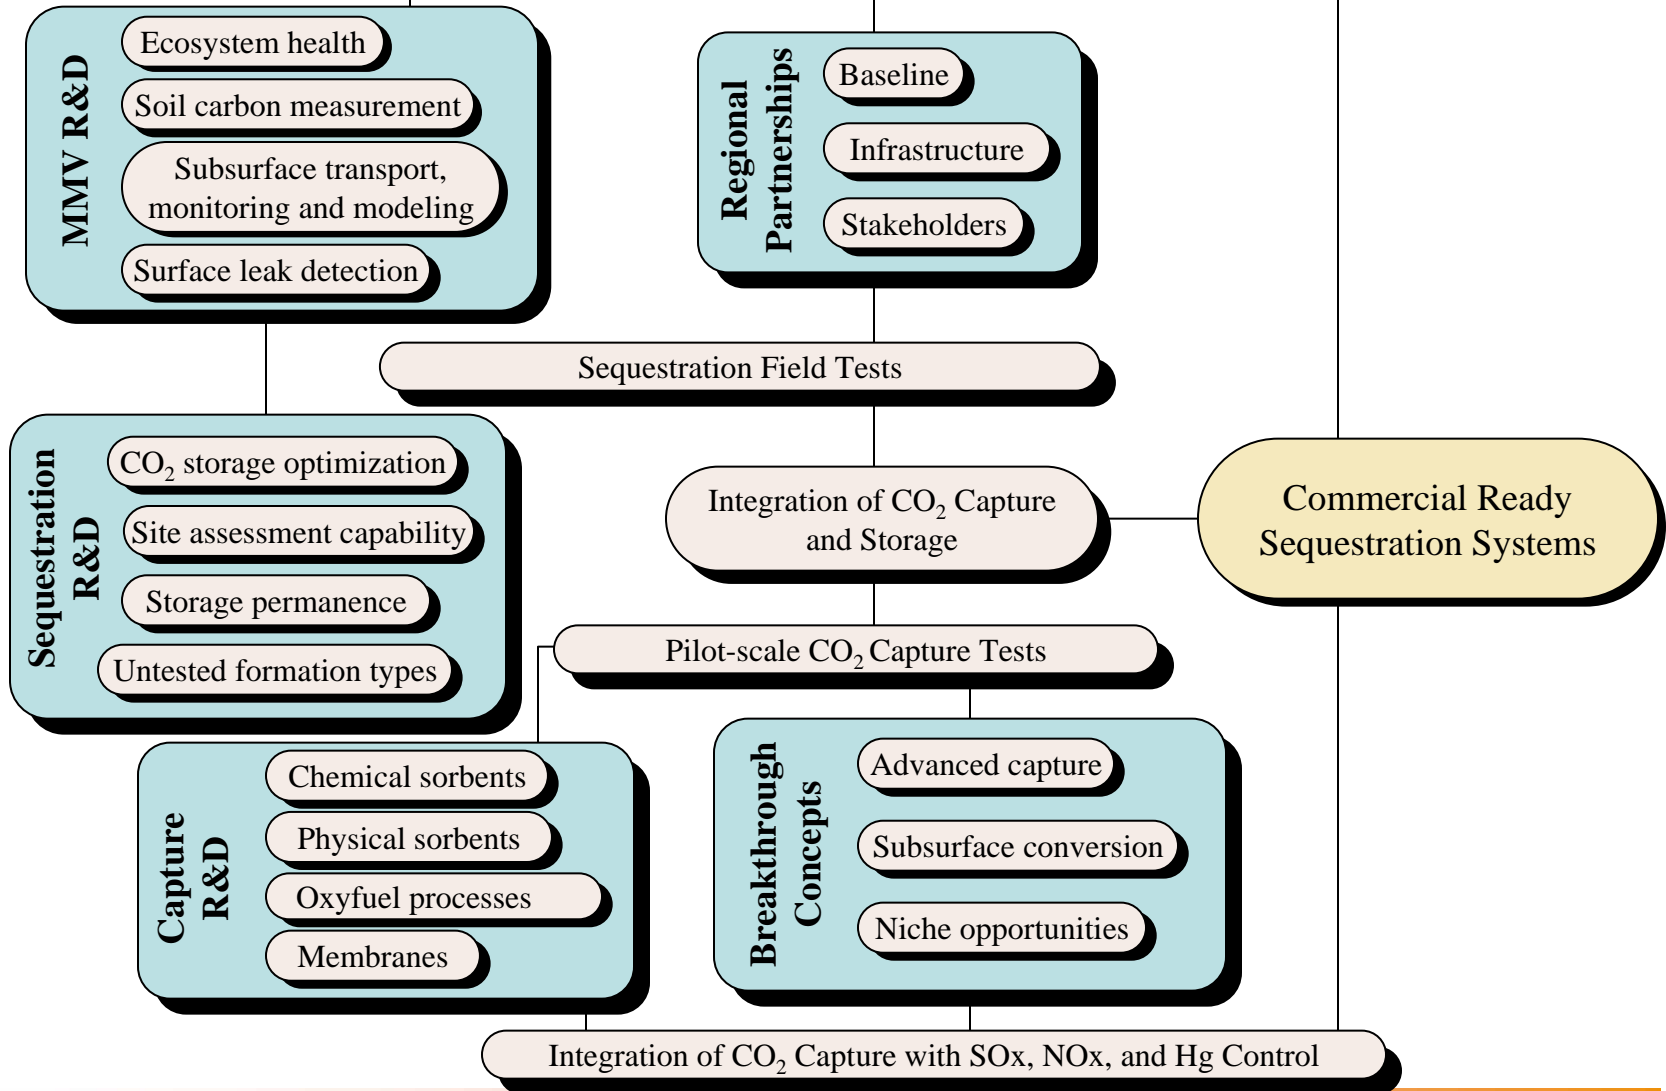 MMV R&D
Ecosystem health
Soil carbon measurement
Subsurface transport,
monitoring and modeling
Surface leak detection
Regional
Partnerships
Baseline
Infrastructure
Stakeholders
Sequestration Field Tests
Sequestration
R&D
CO₂ storage optimization
Site assessment capability
Storage permanence
Untested formation types
Integration of CO₂ Capture
and Storage
Commercial Ready
Sequestration Systems
Pilot-scale CO₂ Capture Tests
Capture
R&D
Chemical sorbents
Physical sorbents
Oxyfuel processes
Membranes
Breakthrough
Concepts
Advanced capture
Subsurface conversion
Niche opportunities
Integration of CO₂ Capture with SOx, NOx, and Hg Control